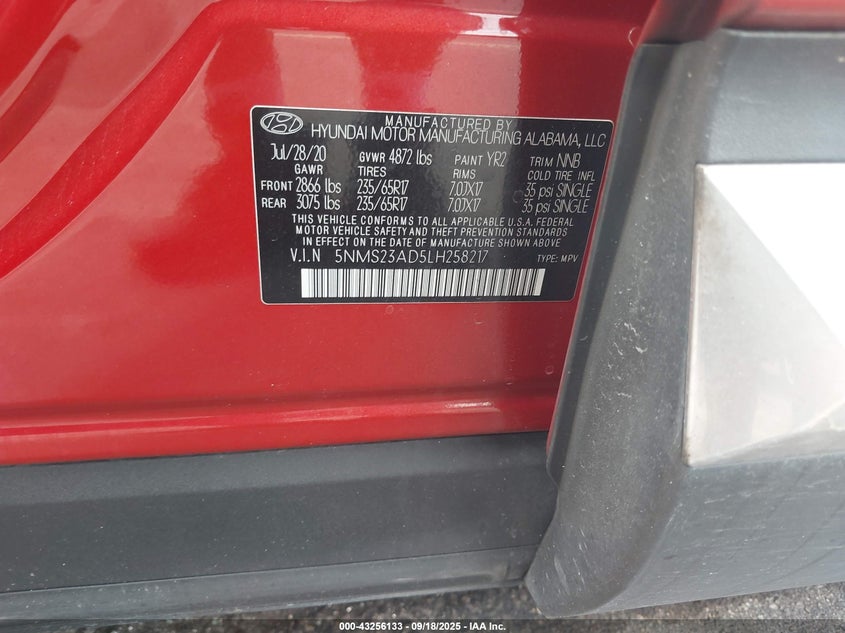 MANUFACTURED BY
HYUNDAI MOTOR MANUFACTURING ALABAMA, LLC
Jul/28/20 GVWR 4872 lbs PAINT YR2 TRIM NNB
GAWR TIRES RIMS COLD TIRE INFL
FRONT 2866 lbs 235/65R17 7.0JX17 35 psi SINGLE
REAR 3075 lbs 235/65R17 7.0JX17 35 psi SINGLE
THIS VEHICLE CONFORMS TO ALL APPLICABLE U.S.A. FEDERAL
MOTOR VEHICLE SAFETY AND THEFT PREVENTION STANDARDS
IN EFFECT ON THE DATE OF MANUFACTURE SHOWN ABOVE
V.I.N 5NMS23AD5LH258217 TYPE: MPV
000-43256133 - 09/18/2025 - IAA Inc.